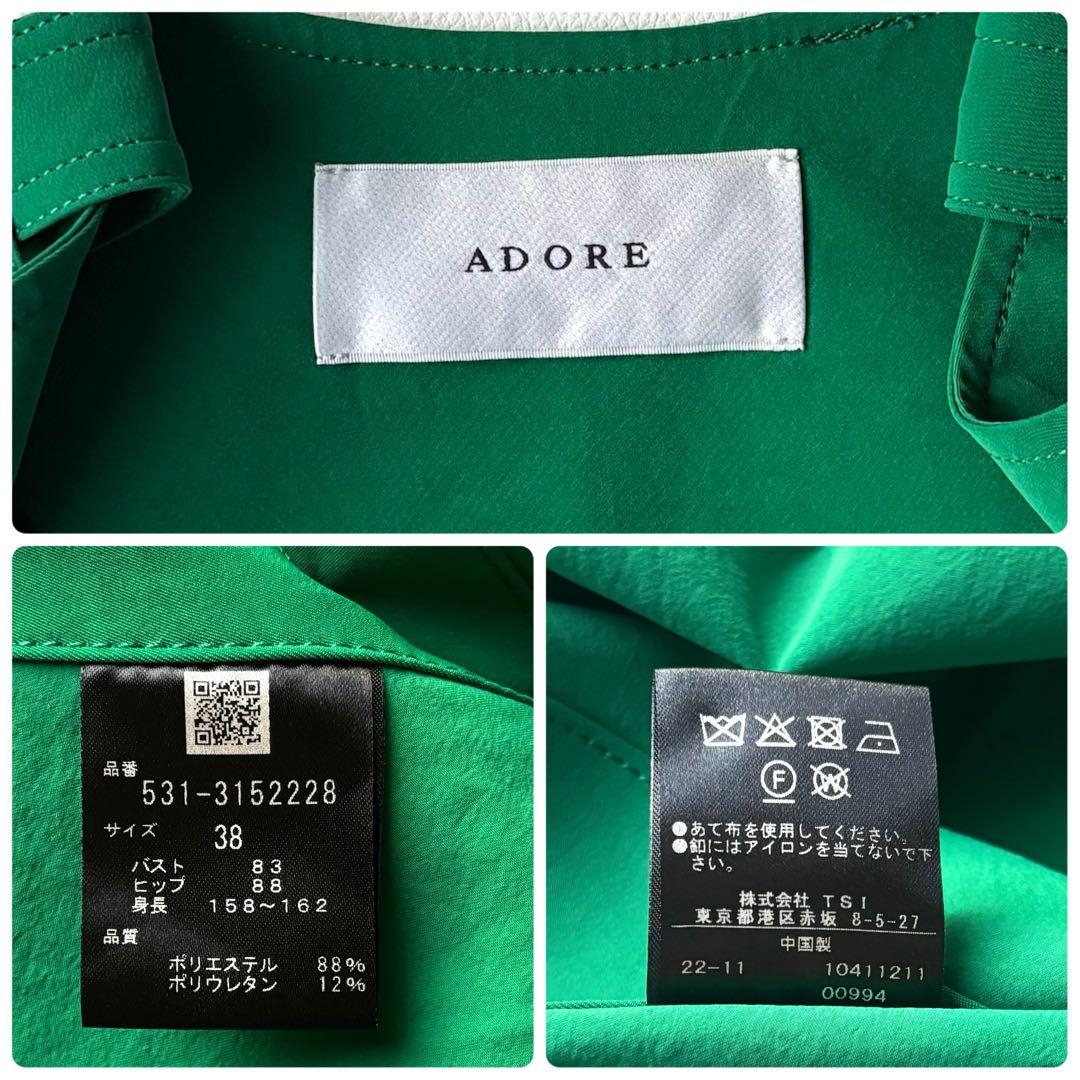 ADORE
品番
531-3152228
サイズ 38
バスト 83
ヒップ 88
身長 158～162
品質
ポリエステル 88%
ポリウレタン 12%
F
W
●あて布を使用してください。
●釦にはアイロンを当てないで下
さい。
株式会社 TSI
東京都港区赤坂 8-5-27
中国製
22-11 10411211
00994